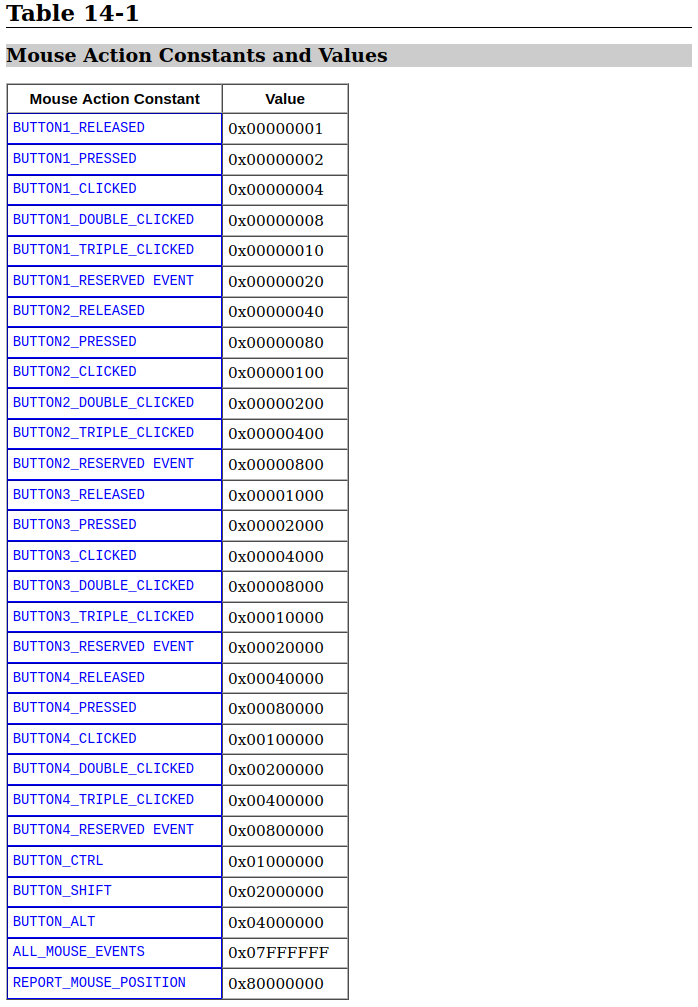 Table 14-1
Mouse Action Constants and Values
Mouse Action Constant Value
BUTTON1_RELEASED 0x00000001
BUTTON1_PRESSED 0x00000002
BUTTON1_CLICKED 0x00000004
BUTTON1_DOUBLE_CLICKED 0x00000008
BUTTON1_TRIPLE_CLICKED 0x00000010
BUTTON1_RESERVED EVENT 0x00000020
BUTTON2_RELEASED 0x00000040
BUTTON2_PRESSED 0x00000080
BUTTON2_CLICKED 0x00000100
BUTTON2_DOUBLE_CLICKED 0x00000200
BUTTON2_TRIPLE_CLICKED 0x00000400
BUTTON2_RESERVED EVENT 0x00000800
BUTTON3_RELEASED 0x00001000
BUTTON3_PRESSED 0x00002000
BUTTON3_CLICKED 0x00004000
BUTTON3_DOUBLE_CLICKED 0x00008000
BUTTON3_TRIPLE_CLICKED 0x00010000
BUTTON3_RESERVED EVENT 0x00020000
BUTTON4_RELEASED 0x00040000
BUTTON4_PRESSED 0x00080000
BUTTON4_CLICKED 0x00100000
BUTTON4_DOUBLE_CLICKED 0x00200000
BUTTON4_TRIPLE_CLICKED 0x00400000
BUTTON4_RESERVED EVENT 0x00800000
BUTTON_CTRL 0x01000000
BUTTON_SHIFT 0x02000000
BUTTON_ALT 0x04000000
ALL_MOUSE_EVENTS 0x07FFFFFF
REPORT_MOUSE_POSITION 0x80000000